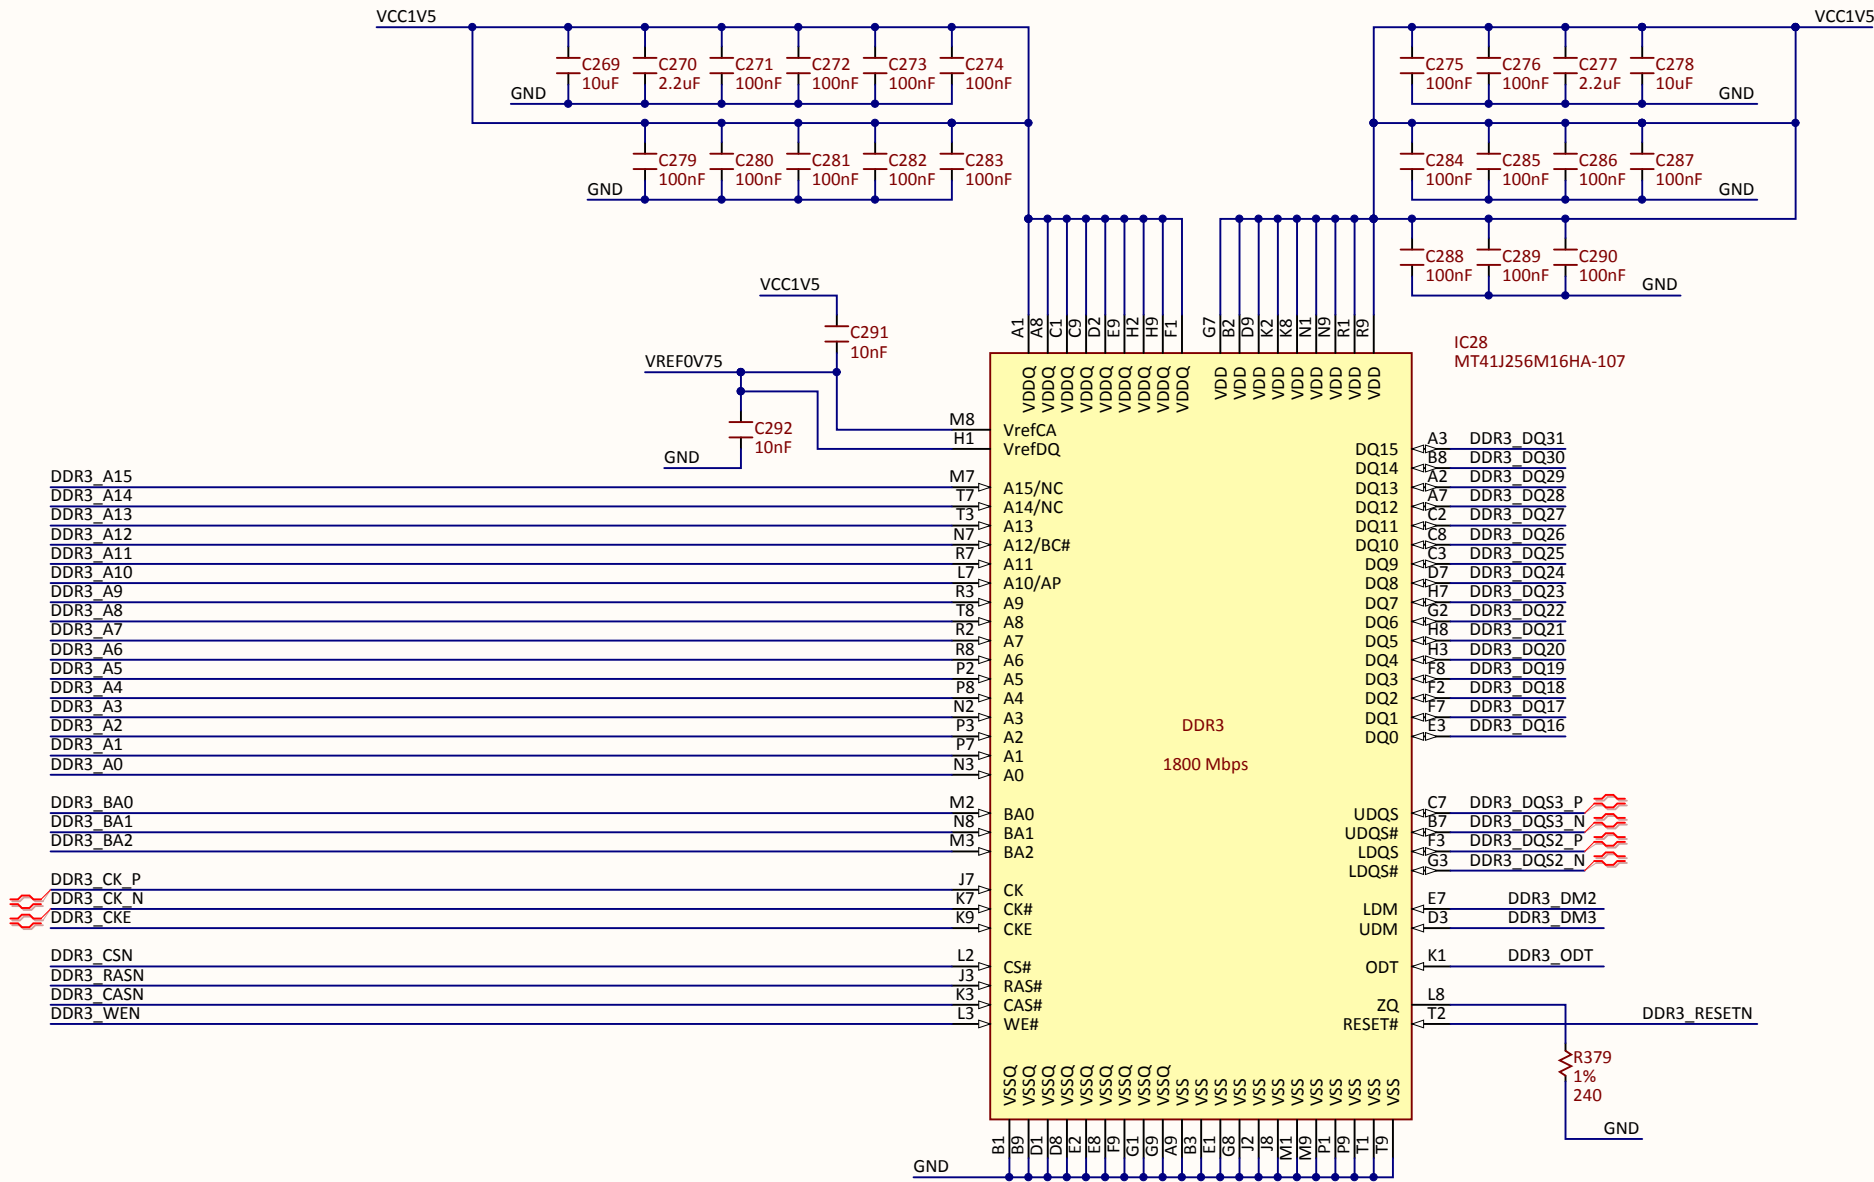 VCC1V5
VCC1V5
C269
10uF
C270
2.2uF
C271
100nF
C272
100nF
C273
100nF
C274
100nF
GND
C275
100nF
C276
100nF
C277
2.2uF
C278
10uF
GND
C279
100nF
C280
100nF
C281
100nF
C282
100nF
C283
100nF
GND
C284
100nF
C285
100nF
C286
100nF
C287
100nF
GND
C288
100nF
C289
100nF
C290
100nF
GND
VCC1V5
C291
10nF
VREF0V75
C292
10nF
GND
IC28
MT41J256M16HA-107
A1 VDDQ
A8 VDDQ
C1 VDDQ
C9 VDDQ
D2 VDDQ
E9 VDDQ
H2 VDDQ
H9 VDDQ
F1 VDDQ
G7 VDD
B2 VDD
D9 VDD
K2 VDD
K8 VDD
N1 VDD
N9 VDD
R1 VDD
R9 VDD
M8 VrefCA
H1 VrefDQ
DDR3_A15 M7 A15/NC
DDR3_A14 T7 A14/NC
DDR3_A13 T3 A13
DDR3_A12 N7 A12/BC#
DDR3_A11 R7 A11
DDR3_A10 L7 A10/AP
DDR3_A9 R3 A9
DDR3_A8 T8 A8
DDR3_A7 R2 A7
DDR3_A6 R8 A6
DDR3_A5 P2 A5
DDR3_A4 P8 A4
DDR3_A3 N2 A3
DDR3_A2 P3 A2
DDR3_A1 P7 A1
DDR3_A0 N3 A0
DDR3_BA0 M2 BA0
DDR3_BA1 N8 BA1
DDR3_BA2 M3 BA2
DDR3_CK_P J7 CK
DDR3_CK_N K7 CK#
DDR3_CKE K9 CKE
DDR3_CSN L2 CS#
DDR3_RASN J3 RAS#
DDR3_CASN K3 CAS#
DDR3_WEN L3 WE#
DDR3
1800 Mbps
DQ15 A3 DDR3_DQ31
DQ14 B8 DDR3_DQ30
DQ13 A2 DDR3_DQ29
DQ12 A7 DDR3_DQ28
DQ11 C2 DDR3_DQ27
DQ10 C8 DDR3_DQ26
DQ9 C3 DDR3_DQ25
DQ8 D7 DDR3_DQ24
DQ7 H7 DDR3_DQ23
DQ6 G2 DDR3_DQ22
DQ5 H8 DDR3_DQ21
DQ4 H3 DDR3_DQ20
DQ3 F8 DDR3_DQ19
DQ2 F2 DDR3_DQ18
DQ1 F7 DDR3_DQ17
DQ0 E3 DDR3_DQ16
UDQS C7 DDR3_DQS3_P
UDQS# B7 DDR3_DQS3_N
LDQS F3 DDR3_DQS2_P
LDQS# G3 DDR3_DQS2_N
LDM E7 DDR3_DM2
UDM D3 DDR3_DM3
ODT K1 DDR3_ODT
ZQ L8
RESET# T2 DDR3_RESETN
R379
1%
240
GND
VSSQ B1
VSSQ B9
VSSQ D1
VSSQ D8
VSSQ E2
VSSQ E8
VSSQ F9
VSSQ G1
VSSQ G9
VSS A9
VSS B3
VSS E1
VSS G8
VSS J2
VSS J8
VSS M1
VSS M9
VSS P1
VSS P9
VSS T1
VSS T9
GND